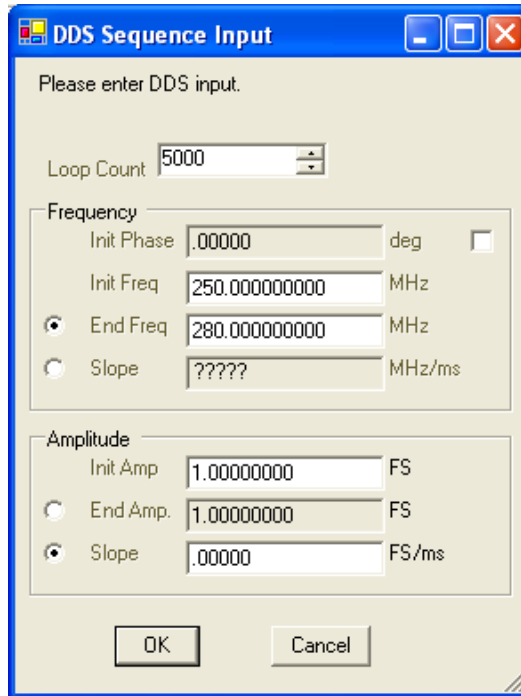 DDS Sequence Input
Please enter DDS input.
Loop Count 5000
Frequency
Init Phase .00000 deg
Init Freq 250.000000000 MHz
End Freq 280.000000000 MHz
Slope ????? MHz/ms
Amplitude
Init Amp 1.00000000 FS
End Amp. 1.00000000 FS
Slope .00000 FS/ms
OK Cancel